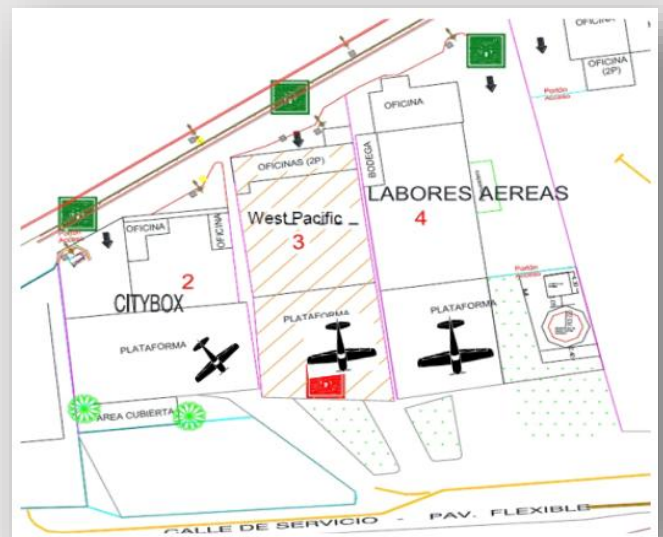 OFICINA
OFICINA
(2P)
Portón
Acceso
OFICINA
OFICINAS (2P)
BODEGA
LABORES AEREAS
West Pacific
4
3
OFICINA
OFICINA
Acceso
2
CITYBOX
Portón
Acceso
PLATAFORMA
PLATAFORMA
PLATAFORMA
AREA CUBIERTA
CALLE DE SERVICIO - PAV. FLEXIBLE